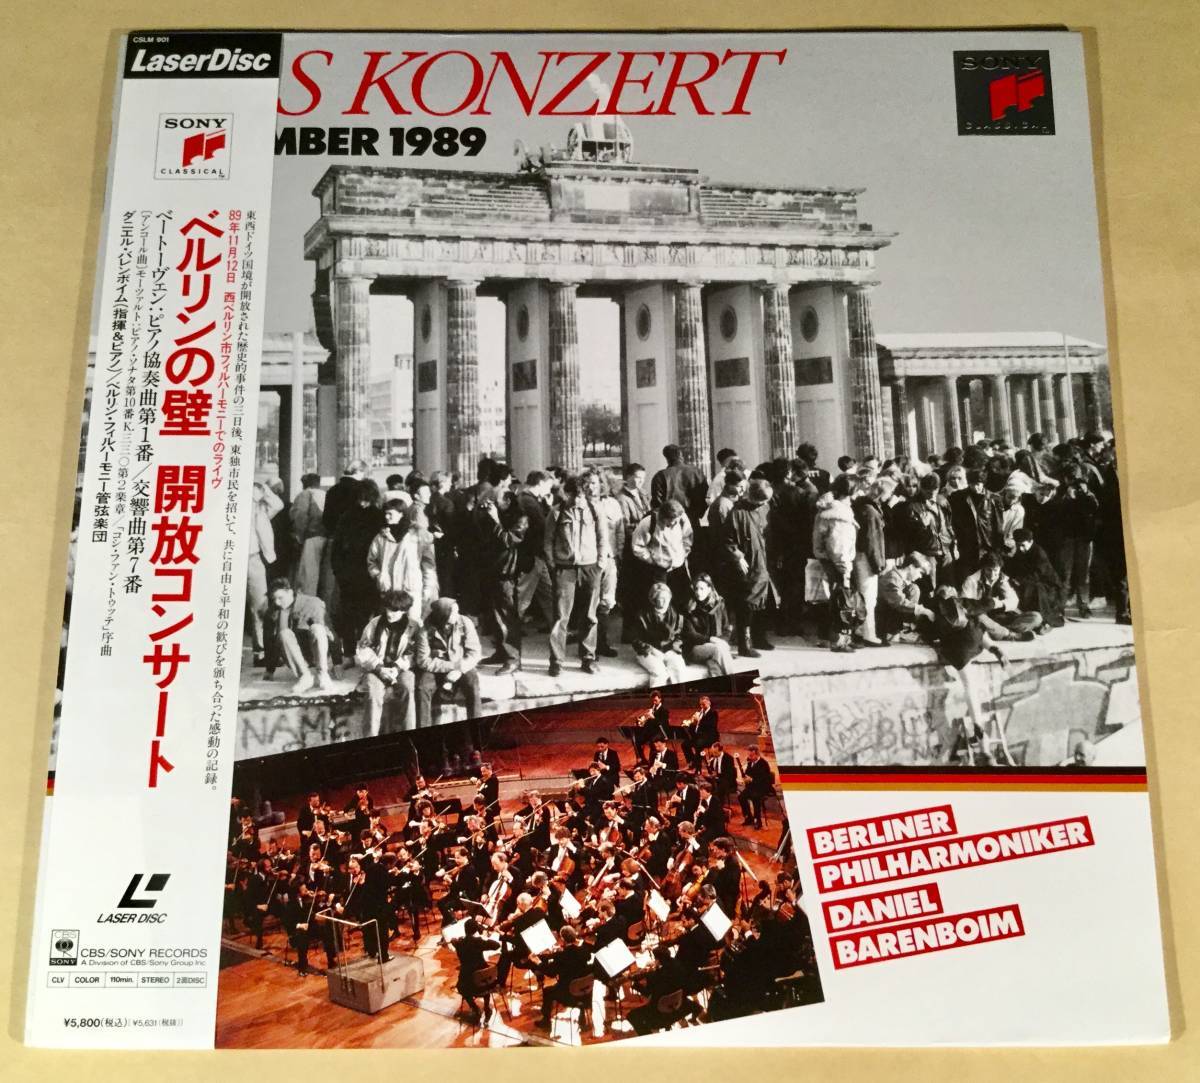 CSLM 901
LaserDisc
SONY
CLASSICAL
東西ドイツ国境が開放された歴史的事件の三日後、東独市民を招いて、共に自由と平和の歓びを頒ち合った感動の記録。
89年11月12日 西ベルリン市フィルハーモニーでのライヴ
ベルリンの壁 開放コンサート
ベートーヴェン:ピアノ協奏曲第1番/交響曲第7番
[アンコール曲]モーツァルト:ピアノ・ソナタ第10番K.三三〇第2楽章/「コシ・ファン・トゥッテ」序曲
ダニエル・バレンボイム(指揮&ピアノ)/ベルリン・フィルハーモニー管弦楽団
LASER DISC
CBS
SONY
CBS/SONY RECORDS
A Division of CBS/Sony Group Inc
CLV COLOR 110min. STEREO 2面DISC
¥5,800(税込)[¥5,631(税抜)]
S KONZERT
MBER 1989
SONY
CLASSICAL
NAME
BERLINER
PHILHARMONIKER
DANIEL
BARENBOIM